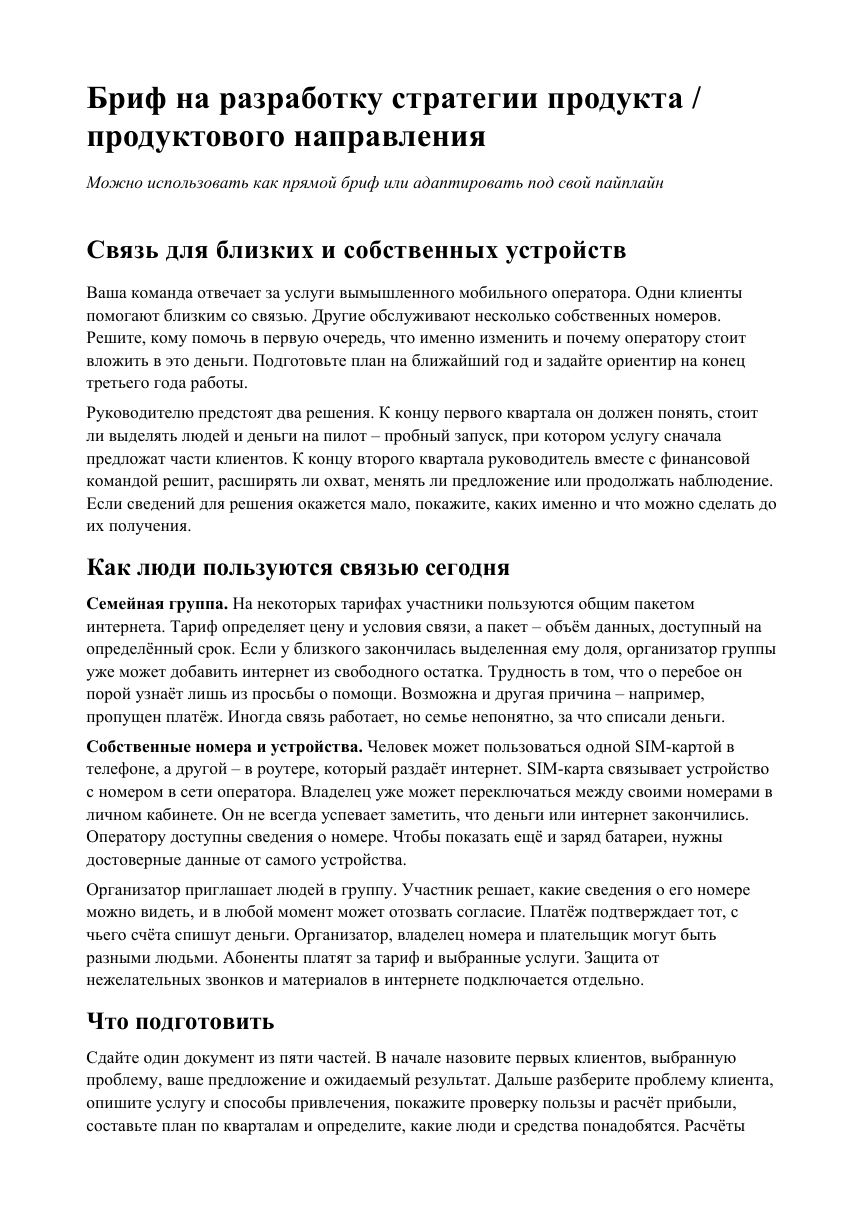 Бриф на разработку стратегии продукта /
продуктового направления
Можно использовать как прямой бриф или адаптировать под свой пайплайн
Связь для близких и собственных устройств
Ваша команда отвечает за услуги вымышленного мобильного оператора. Одни клиенты
помогают близким со связью. Другие обслуживают несколько собственных номеров.
Решите, кому помочь в первую очередь, что именно изменить и почему оператору стоит
вложить в это деньги. Подготовьте план на ближайший год и задайте ориентир на конец
третьего года работы.
Руководителю предстоят два решения. К концу первого квартала он должен понять, стоит
ли выделять людей и деньги на пилот – пробный запуск, при котором услугу сначала
предложат части клиентов. К концу второго квартала руководитель вместе с финансовой
командой решит, расширять ли охват, менять ли предложение или продолжать наблюдение.
Если сведений для решения окажется мало, покажите, каких именно и что можно сделать до
их получения.
Как люди пользуются связью сегодня
Семейная группа. На некоторых тарифах участники пользуются общим пакетом
интернета. Тариф определяет цену и условия связи, а пакет – объём данных, доступный на
определённый срок. Если у близкого закончилась выделенная ему доля, организатор группы
уже может добавить интернет из свободного остатка. Трудность в том, что о перебое он
порой узнаёт лишь из просьбы о помощи. Возможна и другая причина – например,
пропущен платёж. Иногда связь работает, но семье непонятно, за что списали деньги.
Собственные номера и устройства. Человек может пользоваться одной SIM-картой в
телефоне, а другой – в роутере, который раздаёт интернет. SIM-карта связывает устройство
с номером в сети оператора. Владелец уже может переключаться между своими номерами в
личном кабинете. Он не всегда успевает заметить, что деньги или интернет закончились.
Оператору доступны сведения о номере. Чтобы показать ещё и заряд батареи, нужны
достоверные данные от самого устройства.
Организатор приглашает людей в группу. Участник решает, какие сведения о его номере
можно видеть, и в любой момент может отозвать согласие. Платёж подтверждает тот, с
чьего счёта спишут деньги. Организатор, владелец номера и плательщик могут быть
разными людьми. Абоненты платят за тариф и выбранные услуги. Защита от
нежелательных звонков и материалов в интернете подключается отдельно.
Что подготовить
Сдайте один документ из пяти частей. В начале назовите первых клиентов, выбранную
проблему, ваше предложение и ожидаемый результат. Дальше разберите проблему клиента,
опишите услугу и способы привлечения, покажите проверку пользы и расчёт прибыли,
составьте план по кварталам и определите, какие люди и средства понадобятся. Расчёты